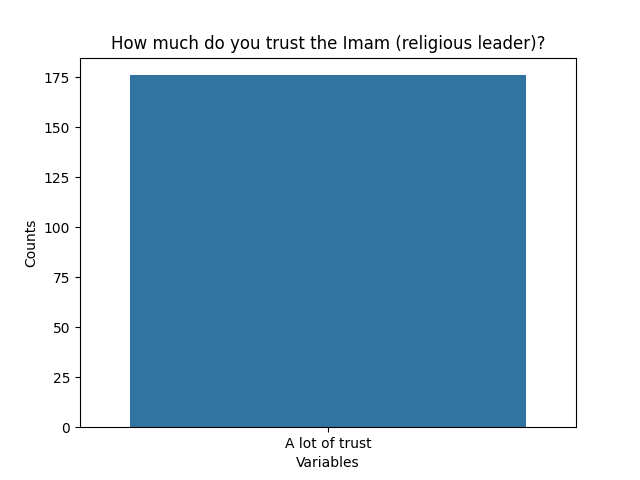 How much do you trust the Imam (religious leader)?
175
150
125
100
75
50
25
0
Counts
A lot of trust
Variables